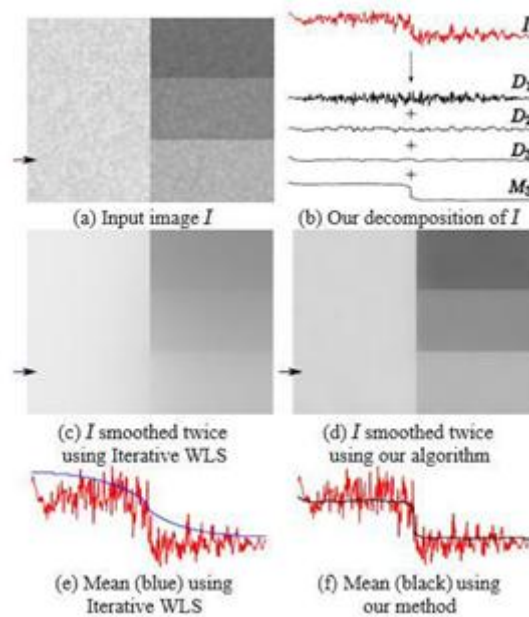 I
D₁
+
D₂
+
D₃
+
M₃
(a) Input image I
(b) Our decomposition of I
(c) I smoothed twice
using Iterative WLS
(d) I smoothed twice
using our algorithm
(e) Mean (blue) using
Iterative WLS
(f) Mean (black) using
our method